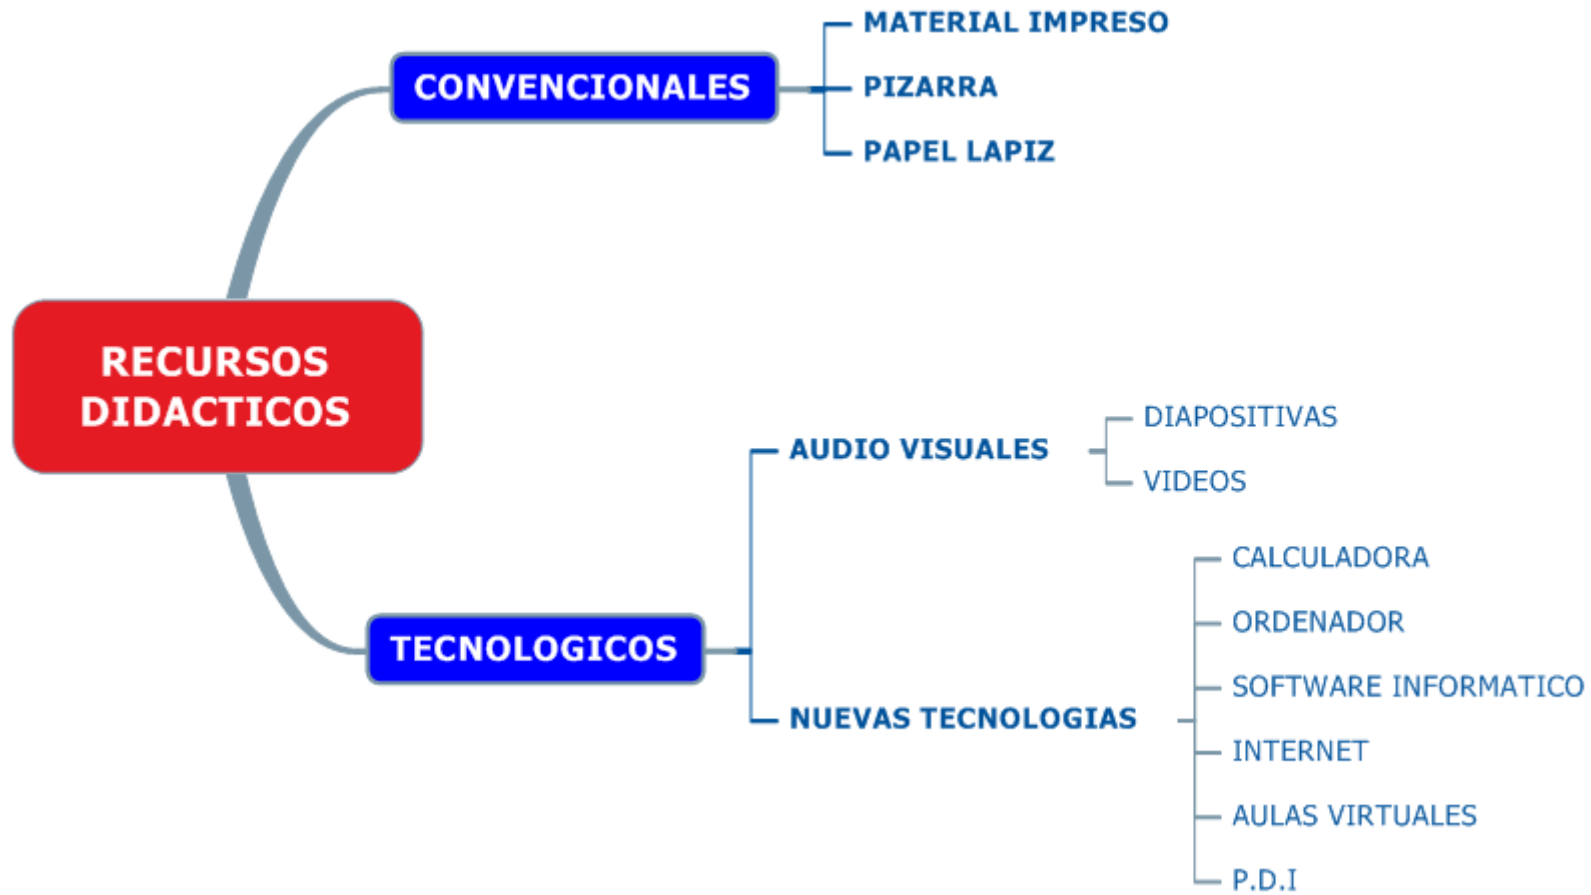 RECURSOS
DIDACTICOS
CONVENCIONALES
MATERIAL IMPRESO
PIZARRA
PAPEL LAPIZ
TECNOLOGICOS
AUDIO VISUALES
DIAPOSITIVAS
VIDEOS
NUEVAS TECNOLOGIAS
CALCULADORA
ORDENADOR
SOFTWARE INFORMATICO
INTERNET
AULAS VIRTUALES
P.D.I